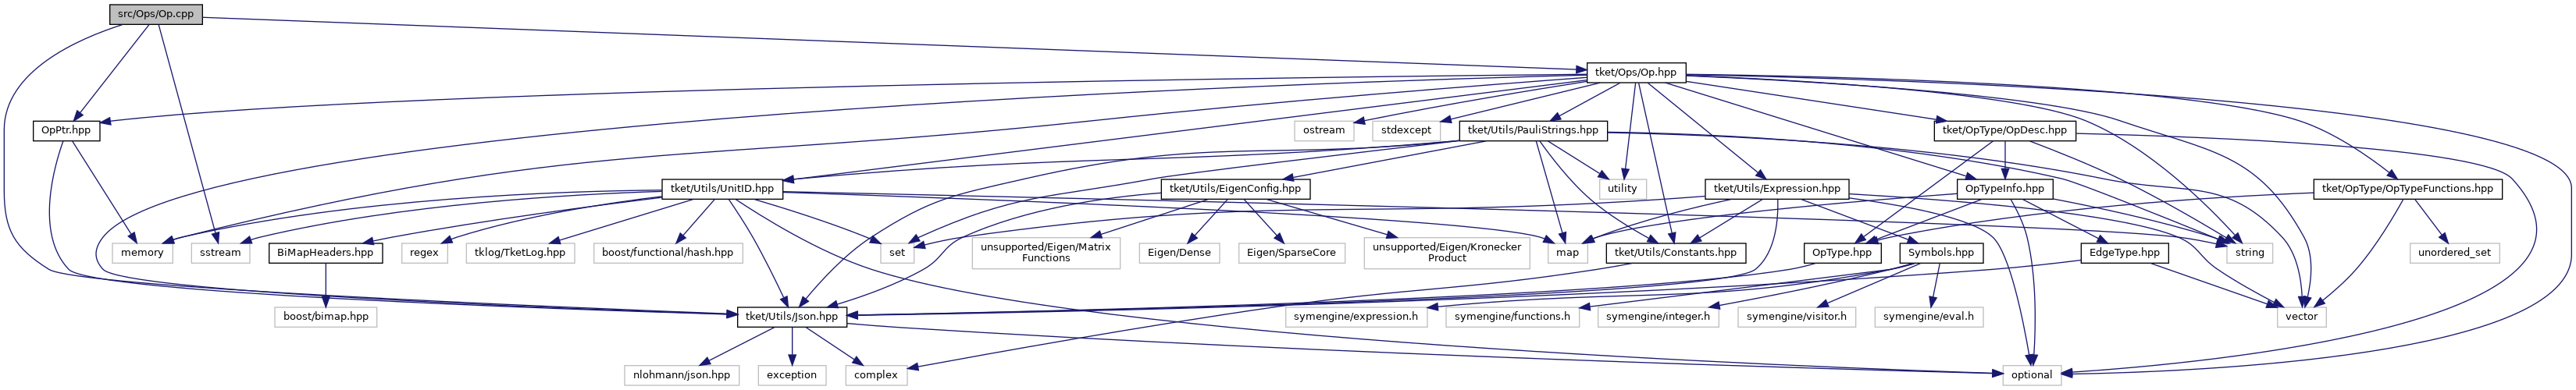 src/Ops/Op.cpp
tket/Ops/Op.hpp
OpPtr.hpp
ostream
stdexcept
tket/Utils/PauliStrings.hpp
tket/OpType/OpDesc.hpp
tket/Utils/UnitID.hpp
tket/Utils/EigenConfig.hpp
utility
tket/Utils/Expression.hpp
OpTypeInfo.hpp
tket/OpType/OpTypeFunctions.hpp
memory
sstream
BiMapHeaders.hpp
regex
tklog/TketLog.hpp
boost/functional/hash.hpp
set
unsupported/Eigen/Matrix
Functions
Eigen/Dense
Eigen/SparseCore
unsupported/Eigen/Kronecker
Product
map
tket/Utils/Constants.hpp
OpType.hpp
Symbols.hpp
EdgeType.hpp
string
unordered_set
boost/bimap.hpp
tket/Utils/Json.hpp
symengine/expression.h
symengine/functions.h
symengine/integer.h
symengine/visitor.h
symengine/eval.h
vector
nlohmann/json.hpp
exception
complex
optional